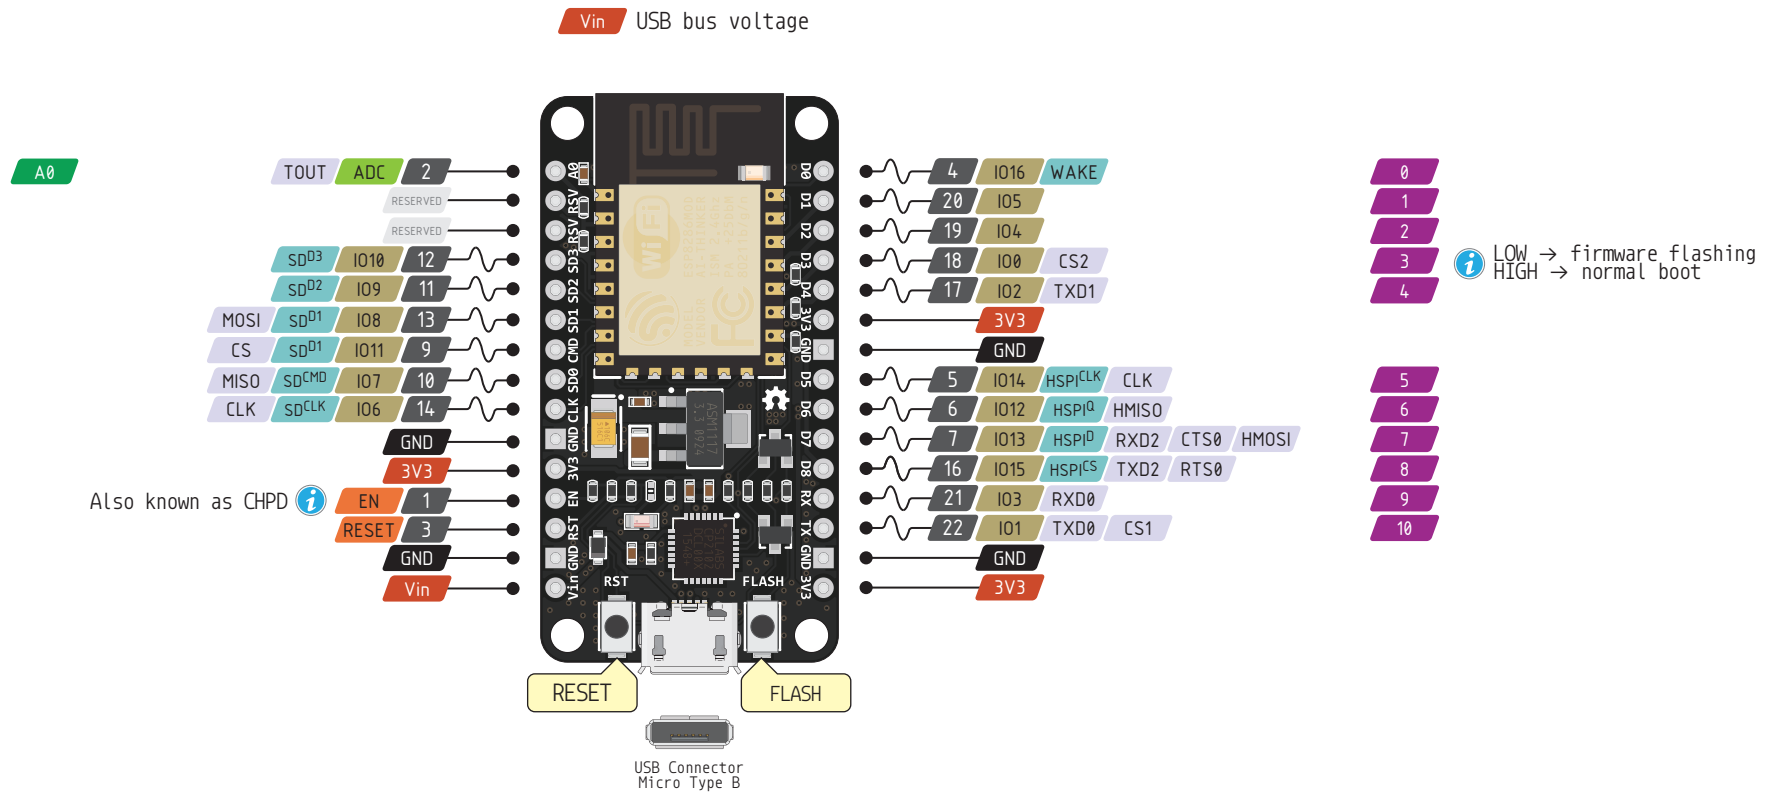 Vin USB bus voltage
A0 TOUT ADC 2
RESERVED
RESERVED
SDD3 IO10 12
SDD2 IO9 11
MOSI SDD1 IO8 13
CS SDD1 IO11 9
MISO SDCMD IO7 10
CLK SDCLK IO6 14
GND
3V3
Also known as CHPD i EN 1
RESET 3
GND
Vin
A0
RSV
RSV
SD3
SD2
SD1
CMD
SD0
CLK
GND
3V3
EN
RST
GND
Vin
WiFi
FC
ASM1117
3.3 0924
RST
FLASH
D0
D1
D2
D3
D4
3V3
GND
D5
D6
D7
D8
RX
TX
GND
3V3
4 IO16 WAKE 0
20 IO5 1
19 IO4 2
18 IO0 CS2 3 i LOW → firmware flashing
HIGH → normal boot
17 IO2 TXD1 4
3V3
GND
5 IO14 HSPICLK CLK 5
6 IO12 HSPIQ HMISO 6
7 IO13 HSPID RXD2 CTS0 HMOSI 7
16 IO15 HSPICS TXD2 RTS0 8
21 IO3 RXD0 9
22 IO1 TXD0 CS1 10
GND
3V3
RESET
FLASH
USB Connector
Micro Type B